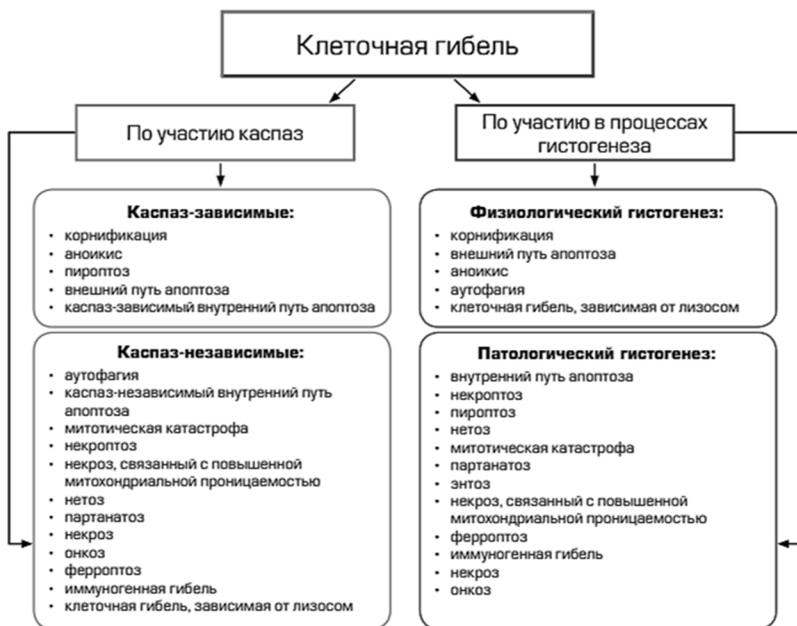 Клеточная гибель
По участию каспаз
По участию в процессах
гистогенеза
Каспаз-зависимые:
• корнификация
• аноикис
• пироптоз
• внешний путь апоптоза
• каспаз-зависимый внутренний путь апоптоза
Физиологический гистогенез:
• корнификация
• внешний путь апоптоза
• аноикис
• аутофагия
• клеточная гибель, зависимая от лизосом
Каспаз-независимые:
• аутофагия
• каспаз-независимый внутренний путь
апоптоза
• митотическая катастрофа
• некроптоз
• некроз, связанный с повышенной
митохондриальной проницаемостью
• нетоз
• партанатоз
• некроз
• онкоз
• ферроптоз
• иммуногенная гибель
• клеточная гибель, зависимая от лизосом
Патологический гистогенез:
• внутренний путь апоптоза
• некроптоз
• пироптоз
• нетоз
• митотическая катастрофа
• партанатоз
• энтоз
• некроз, связанный с повышенной
митохондриальной проницаемостью
• ферроптоз
• иммуногенная гибель
• некроз
• онкоз